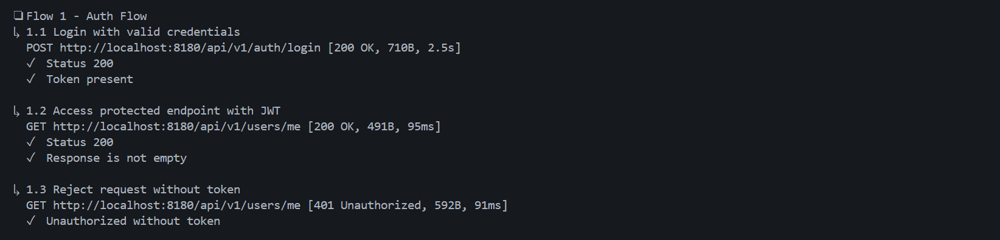 ❏ Flow 1 - Auth Flow
↳ 1.1 Login with valid credentials
POST http://localhost:8180/api/v1/auth/login [200 OK, 710B, 2.5s]
✓ Status 200
✓ Token present
↳ 1.2 Access protected endpoint with JWT
GET http://localhost:8180/api/v1/users/me [200 OK, 491B, 95ms]
✓ Status 200
✓ Response is not empty
↳ 1.3 Reject request without token
GET http://localhost:8180/api/v1/users/me [401 Unauthorized, 592B, 91ms]
✓ Unauthorized without token